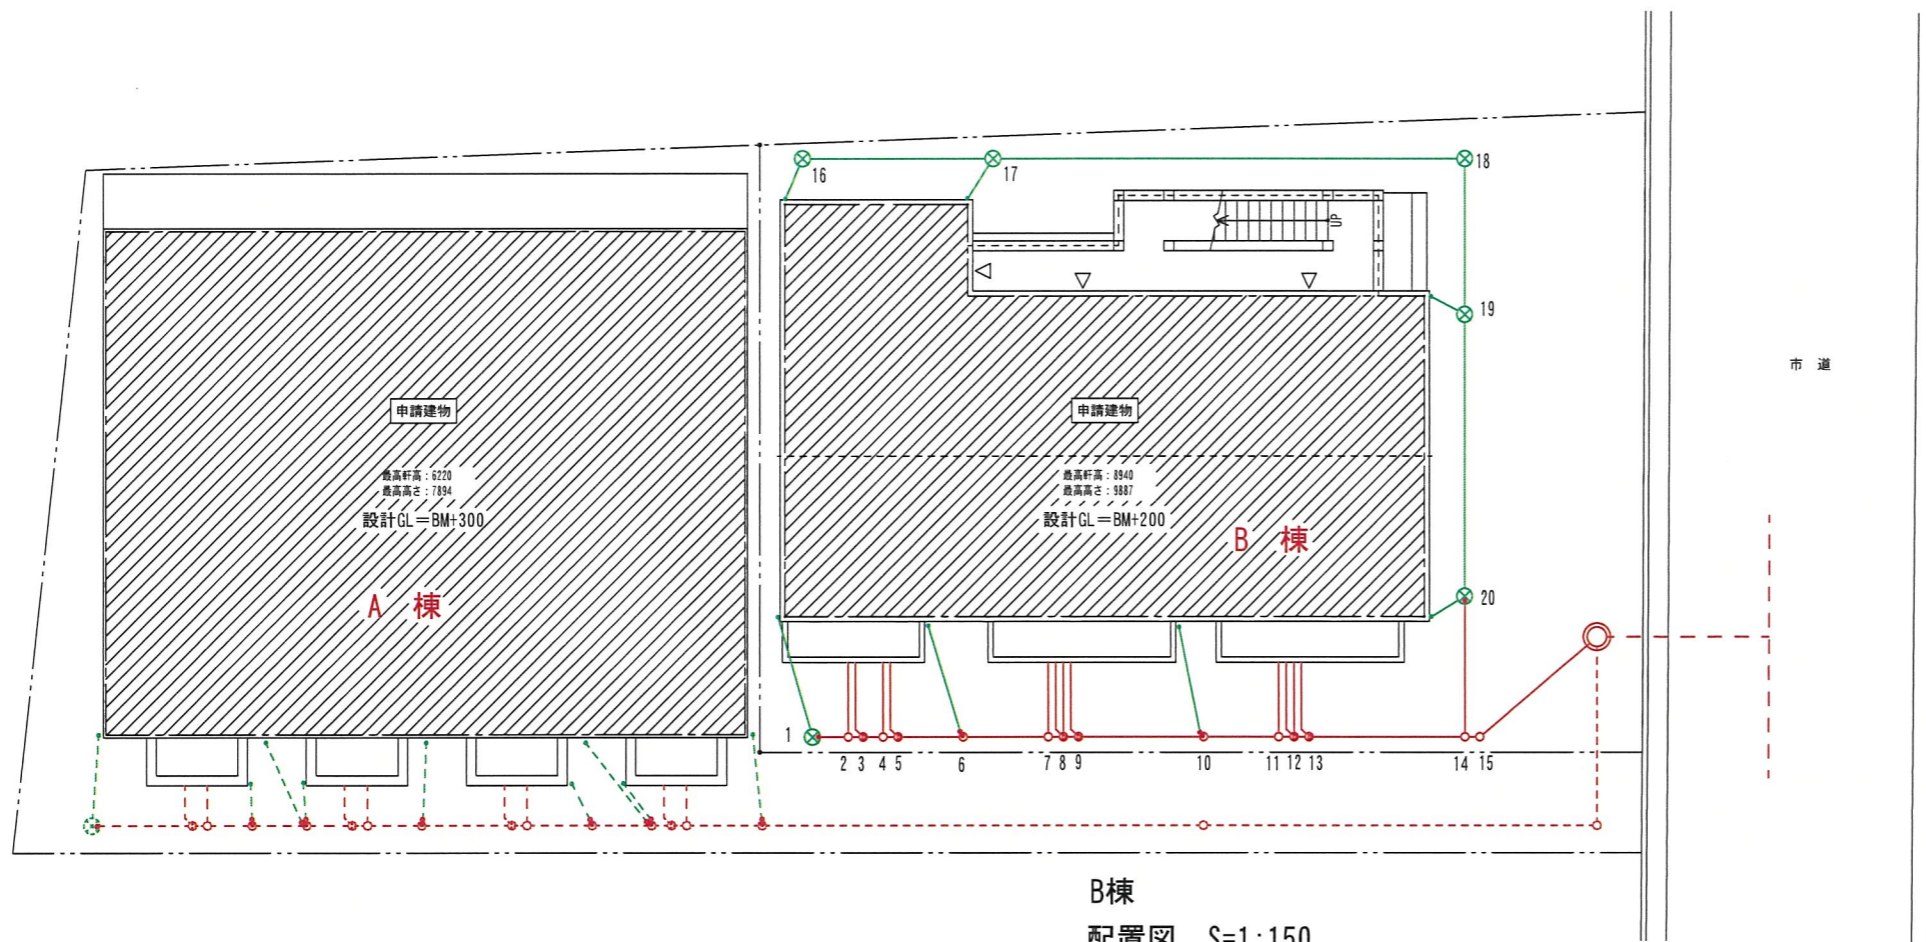 16
17
18
UP
19
市 道
申請建物
最高軒高：6220
最高高さ：7894
設計GL＝BM+300
A 棟
申請建物
最高軒高：8940
最高高さ：9887
設計GL＝BM+200
B 棟
20
1
2 3 4 5 6 7 8 9 10 11 12 13 14 15
B棟
配置図 S=1:150